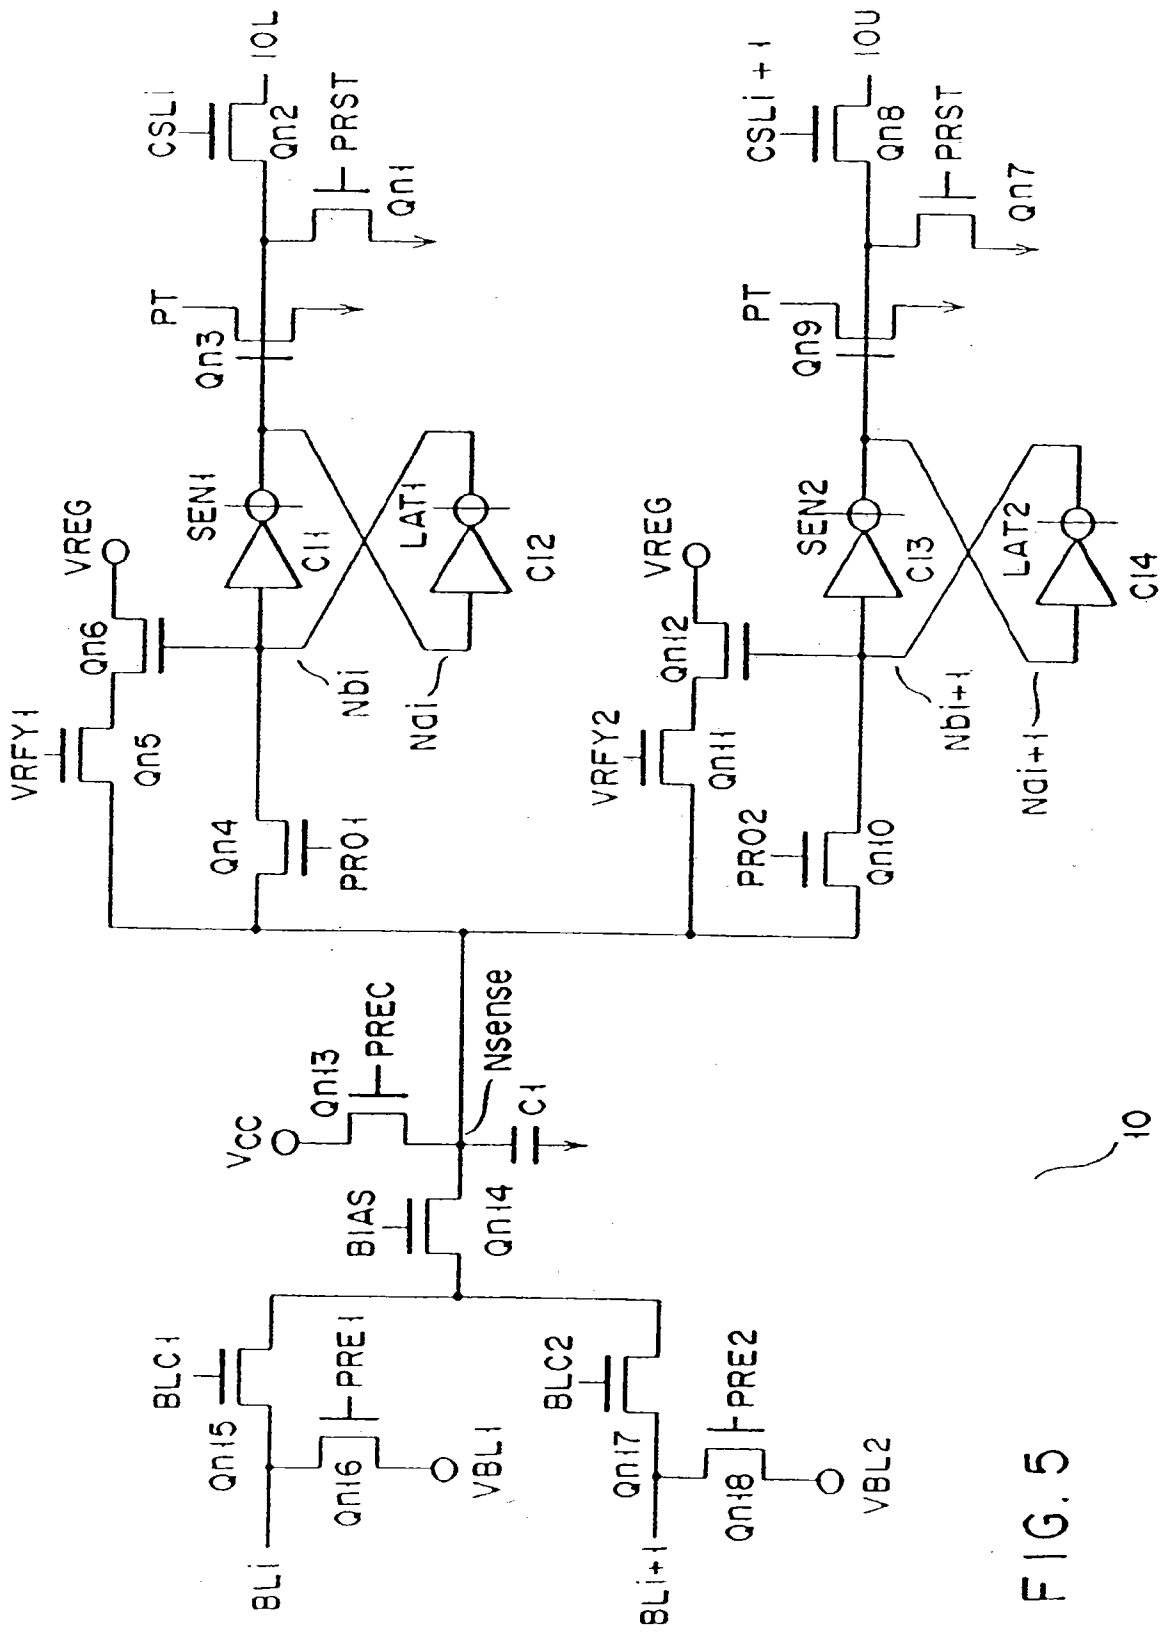 CSLi
IOL
Qn2
PRST
Qn1
PT
Qn3
SEN1
CI1
LAT1
CI2
VREG
Qn6
Nbi
Nai
VRFY1
Qn5
Qn4
PRO1
CSLi+1
IOU
Qn8
PRST
Qn7
PT
Qn9
SEN2
CI3
LAT2
CI4
VREG
Qn12
Nbi+1
Nai+1
VRFY2
Qn11
PRO2
Qn10
VCC
Qn13
PREC
Nsense
C1
BIAS
Qn14
BLC1
Qn15
PRE1
Qn16
VBL1
BLi
BLC2
Qn17
PRE2
Qn18
VBL2
BLi+1
10
FIG. 5